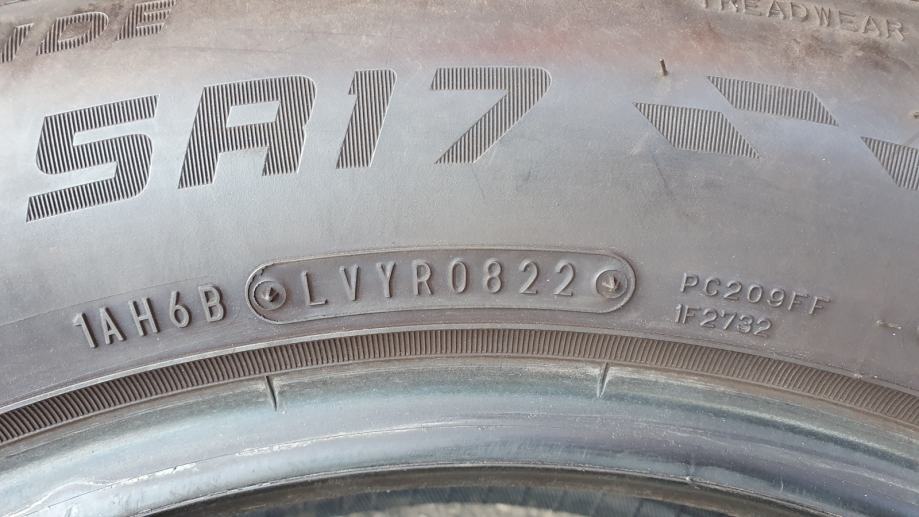 TREADWEAR
SA17
1AH6B LVYR0822
PC209FF
1F2732